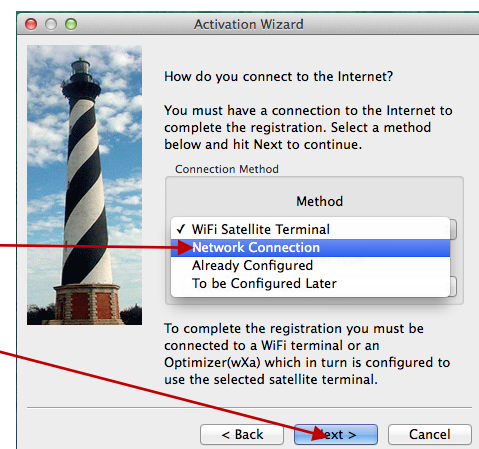 Activation Wizard
How do you connect to the Internet?
You must have a connection to the Internet to
complete the registration. Select a method
below and hit Next to continue.
Connection Method
Method
✓ WiFi Satellite Terminal
Network Connection
Already Configured
To be Configured Later
To complete the registration you must be
connected to a WiFi terminal or an
Optimizer(wXa) which in turn is configured to
use the selected satellite terminal.
< Back Next > Cancel